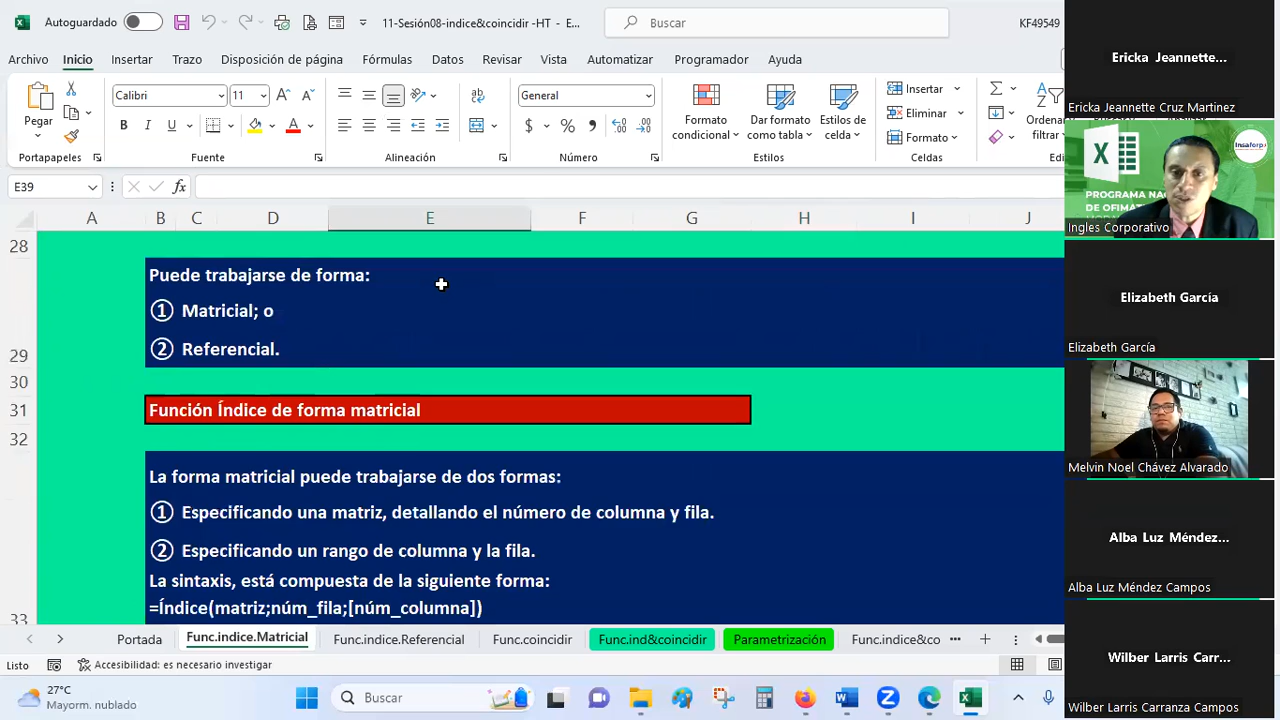 Autoguardado
11-Sesión08-indice&coincidir -HT - E...
Buscar
KF49549
Archivo Inicio Insertar Trazo Disposición de página Fórmulas Datos Revisar Vista Automatizar Programador Ayuda
Pegar
Portapapeles
Calibri 11
N K S
Fuente
Alineación
General
Número
Formato condicional
Dar formato como tabla
Estilos de celda
Estilos
Insertar
Eliminar
Formato
Celdas
Ordena
filtrar
E39
fx
A B C D E F G H I J
28
Puede trabajarse de forma:
① Matricial; o
② Referencial.
29
30
31
Función Índice de forma matricial
32
La forma matricial puede trabajarse de dos formas:
① Especificando una matriz, detallando el número de columna y fila.
② Especificando un rango de columna y la fila.
La sintaxis, está compuesta de la siguiente forma:
=Índice(matriz;núm_fila;[núm_columna])
33
Portada Func.indice.Matricial Func.indice.Referencial Func.coincidir Func.ind&coincidir Parametrización Func.indice&co ...
Listo
Accesibilidad: es necesario investigar
27°C
Mayorm. nublado
Buscar
Ericka Jeannette...
Ericka Jeannette Cruz Martinez
Insaforp
PROGRAMA NA
DE OFIMAT
Ingles Corporativo
Elizabeth García
Elizabeth García
Melvin Noel Chávez Alvarado
Alba Luz Méndez...
Alba Luz Méndez Campos
Wilber Larris Carr...
Wilber Larris Carranza Campos